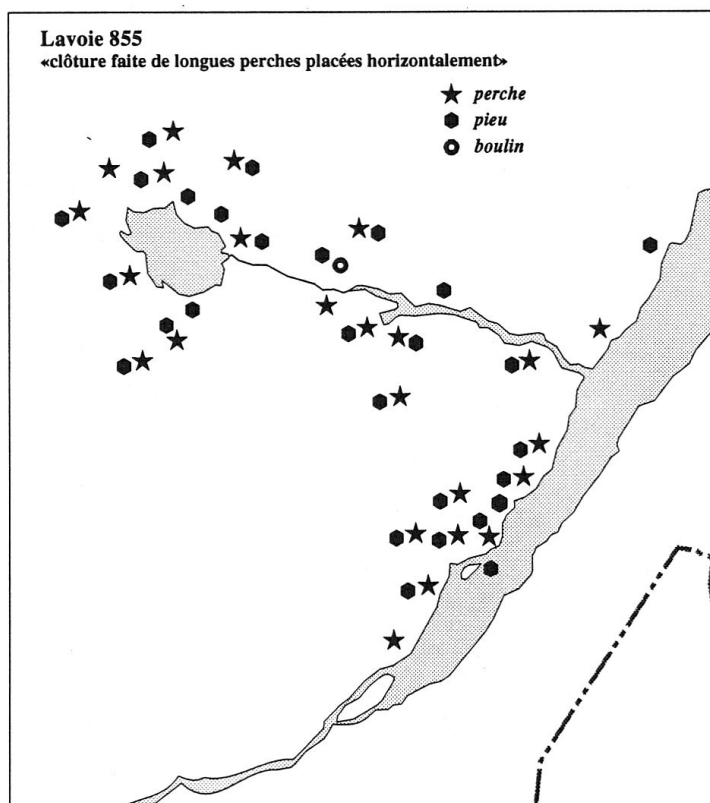 Lavoie 855
«clôture faite de longues perches placées horizontalement»
perche
pieu
boulin